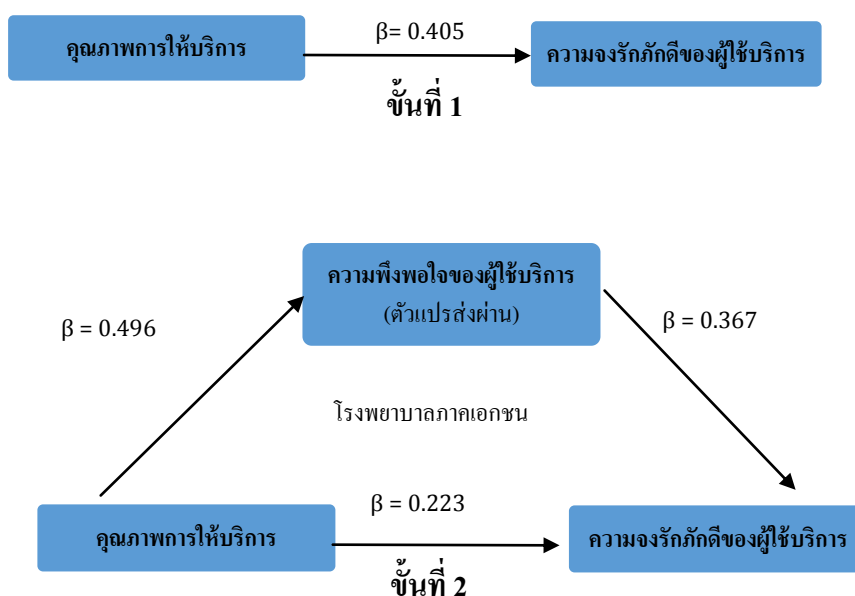 β= 0.405
คุณภาพการให้บริการ
ความจงรักภักดีของผู้ใช้บริการ
ขั้นที่ 1
ความพึงพอใจของผู้ใช้บริการ
(ตัวแปรส่งผ่าน)
β = 0.496
β = 0.367
โรงพยาบาลภาคเอกชน
β = 0.223
คุณภาพการให้บริการ
ความจงรักภักดีของผู้ใช้บริการ
ขั้นที่ 2